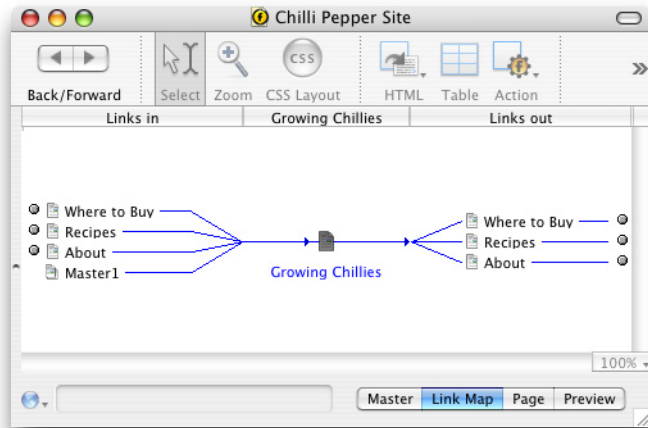 Chilli Pepper Site
Back/Forward Select Zoom CSS Layout HTML Table Action
css
Links in Growing Chillies Links out
Where to Buy
Recipes
About
Master1
Growing Chillies
Where to Buy
Recipes
About
100%
Master Link Map Page Preview